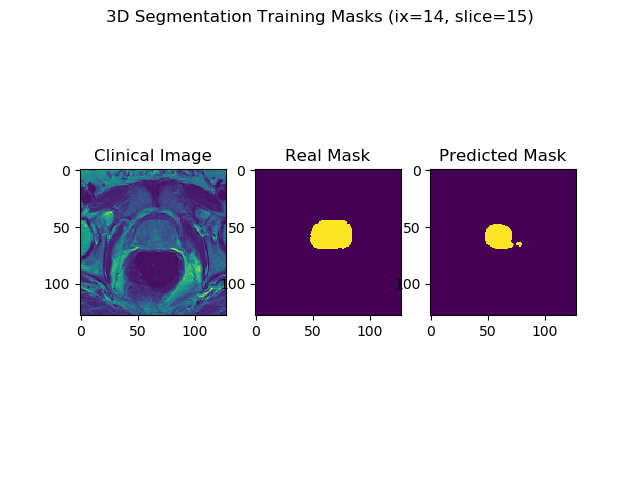 3D Segmentation Training Masks (ix=14, slice=15)
Clinical Image Real Mask Predicted Mask
0 0 0
50 50 50
100 100 100
0 50 100 0 50 100 0 50 100